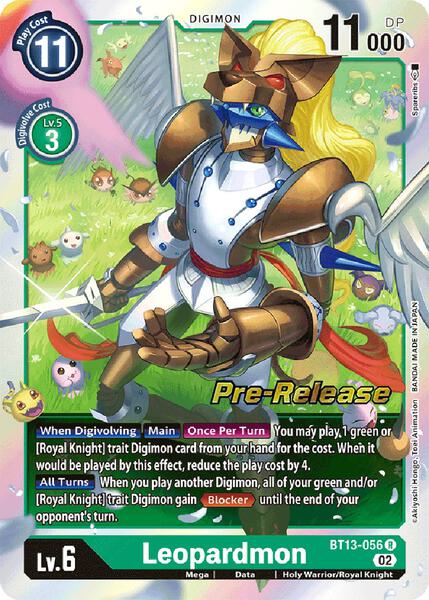 Play Cost
11
DIGIMON
11000
DP
Digivolve Cost
Lv.5
3
Spareribs
Pre-Release
When Digivolving Main Once Per Turn You may play 1 green or
[Royal Knight] trait Digimon card from your hand for the cost. When it
would be played by this effect, reduce the play cost by 4.
All Turns When you play another Digimon, all of your green and/or
[Royal Knight] trait Digimon gain Blocker until the end of your
opponent's turn.
©Akiyoshi Hongo, Toei Animation BANDAI MADE IN JAPAN
Lv.6
Leopardmon
BT13-056 R
02
Mega | Data | Holy Warrior/Royal Knight